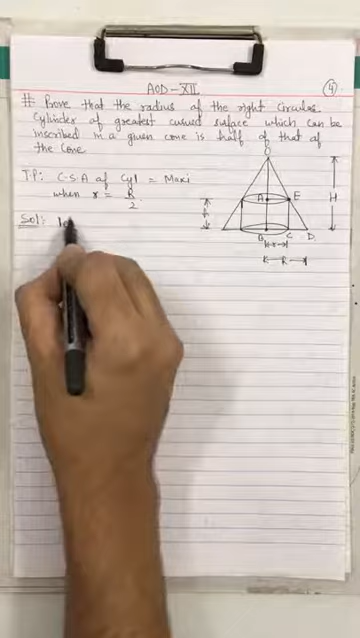 AOD - XII
4
# Prove that the radius of the right circular
Cylinder of greatest curved surface which can be
inscribed in a given cone is half of that of
the Cone
T.P: C.S.A of Cyl = Maxi
when r = R/2
Sol:
O
A E
h H
B C D
r
R